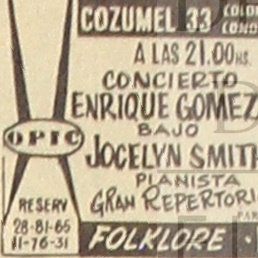 COZUMEL 33
A LAS 21.00 HS.
CONCIERTO
ENRIQUE GOMEZ
BAJO
OPIC
JOCELYN SMITH
PIANISTA
GRAN REPERTORI
RESERV
28-81-65
11-76-31
FOLKLORE